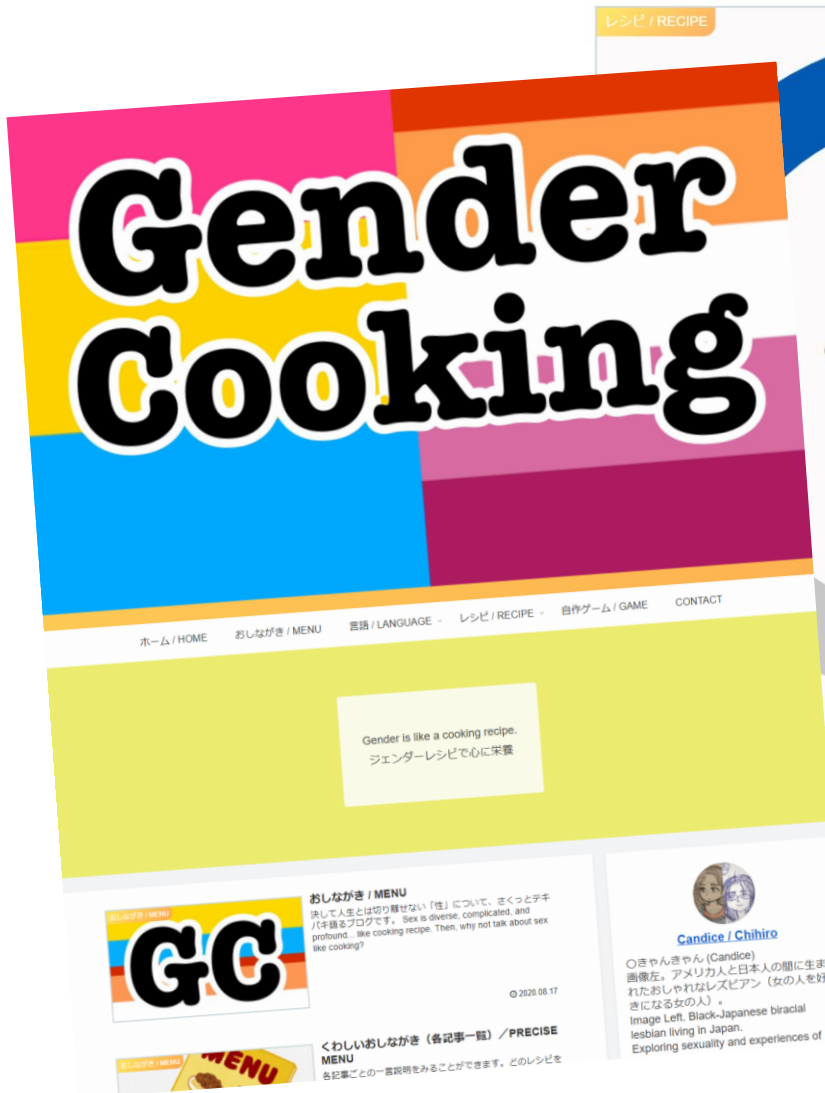 レシピ / RECIPE
Gender
Cooking
ホーム / HOME
おしながき / MENU
言語 / LANGUAGE
レシピ / RECIPE
自作ゲーム / GAME
CONTACT
Gender is like a cooking recipe.
ジェンダーレシピで心に栄養
おしながき / MENU
GC
おしながき / MENU
決して人生とは切り離せない「性」について、さくっとテキ
パキ語るブログです。 Sex is diverse, complicated, and
profound... like cooking recipe. Then, why not talk about sex
like cooking?
2020.08.17
おしながき / MENU
MENU
くわしいおしながき（各記事一覧）／PRECISE
MENU
各記事ごとの一言説明をみることができます。どのレシピを
Candice / Chihiro
〇きゃんきゃん (Candice)
画像左。アメリカ人と日本人の間に生ま
れたおしゃれなレズビアン（女の人を好
きになる女の人）。
Image Left. Black-Japanese biracial
lesbian living in Japan.
Exploring sexuality and experiences of